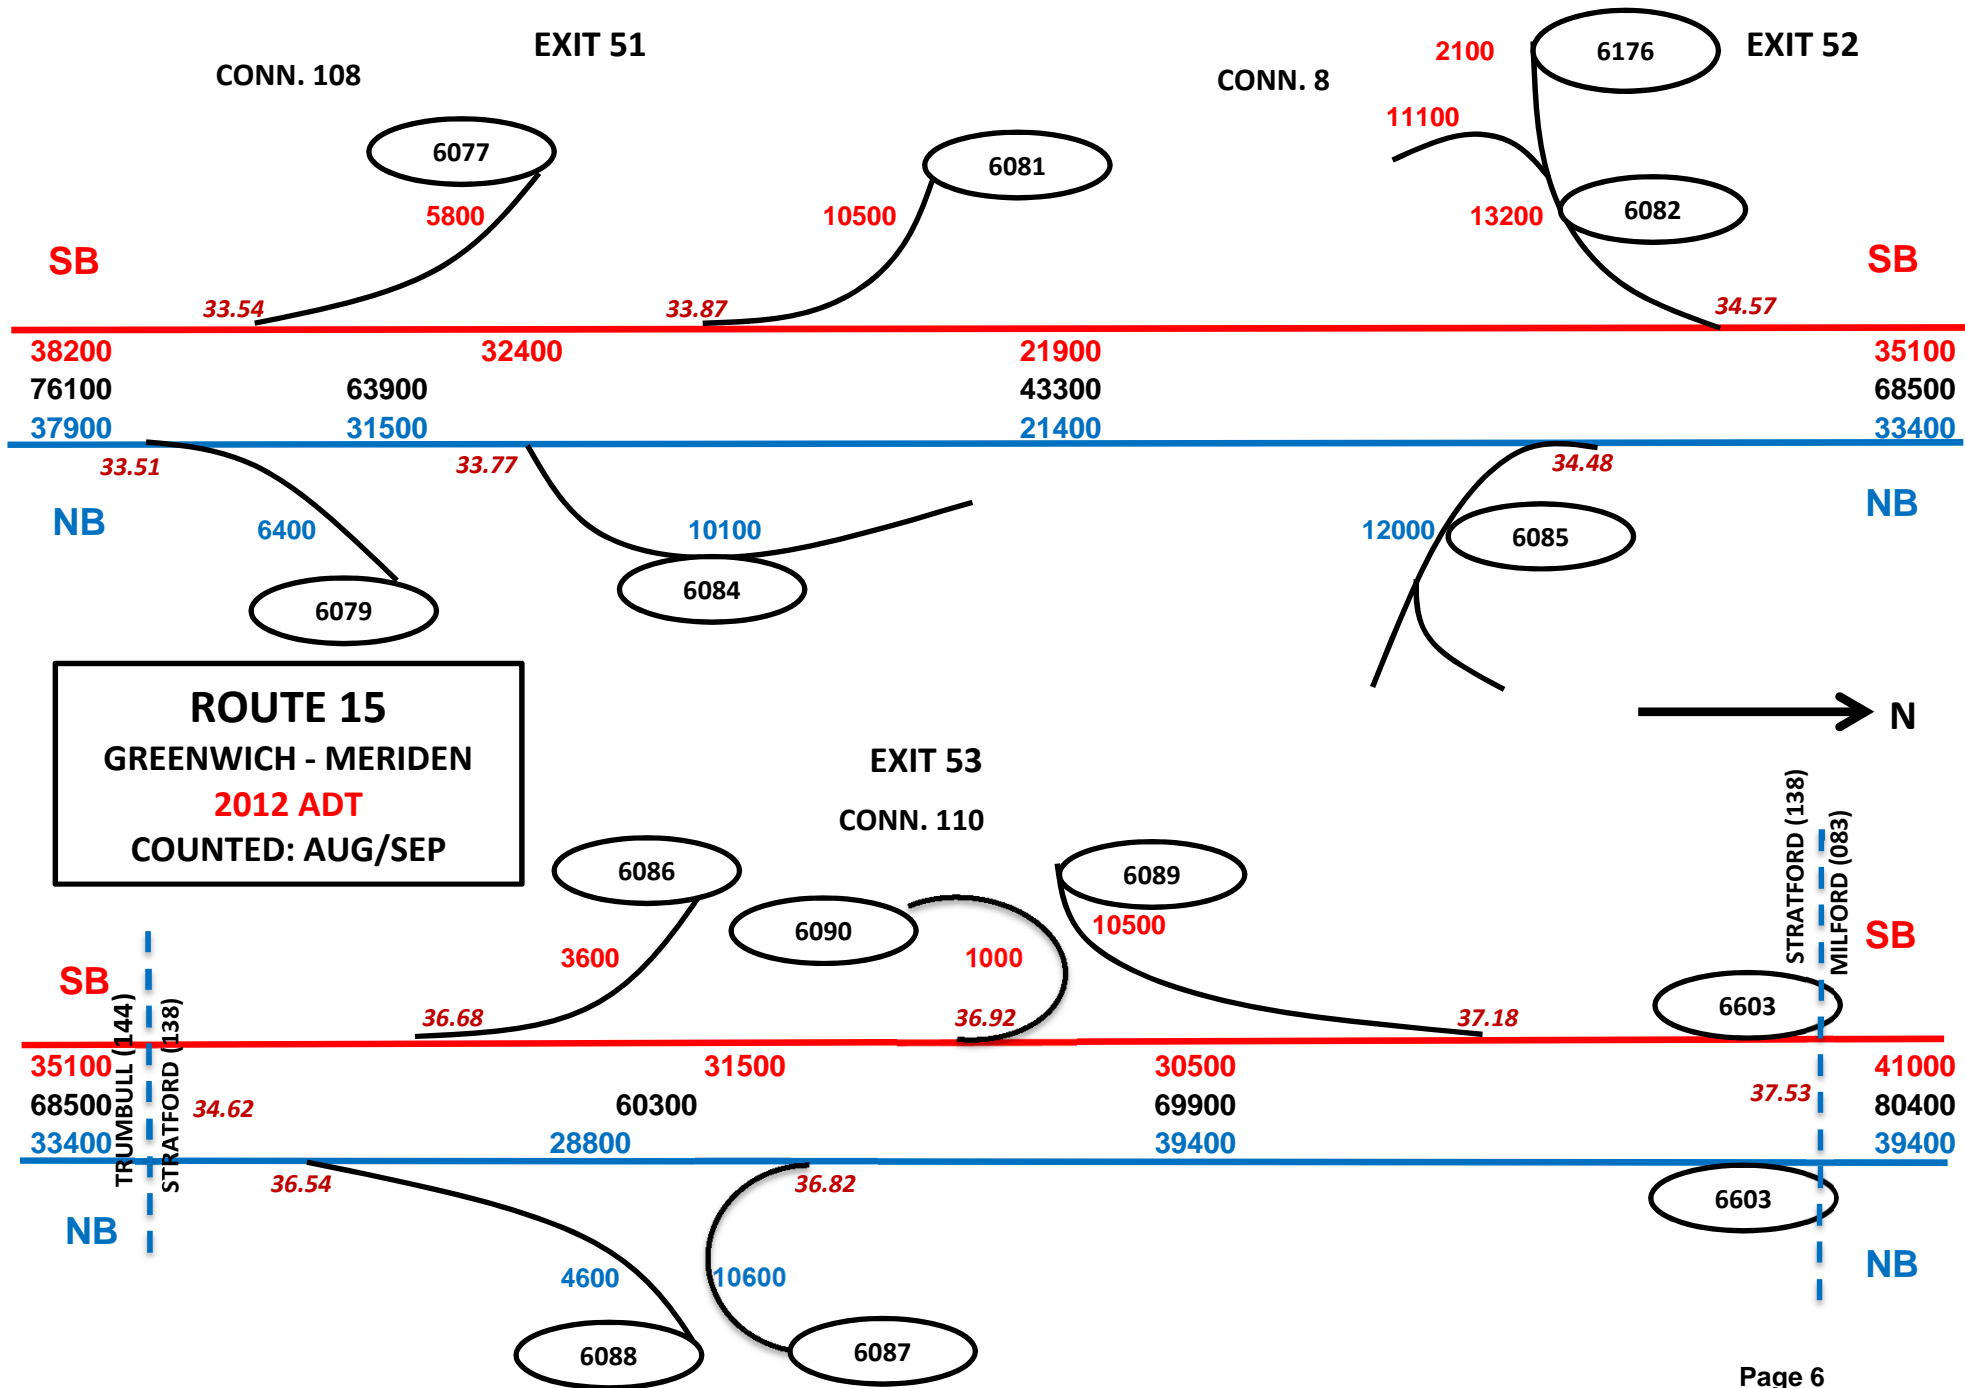 EXIT 51
EXIT 52
CONN. 108
CONN. 8
2100
6176
11100
6077
6081
5800
10500
13200
6082
SB
SB
33.54
33.87
34.57
38200
32400
21900
35100
76100
63900
43300
68500
37900
31500
21400
33400
33.51
33.77
34.48
NB
NB
6400
10100
12000
6085
6079
6084
ROUTE 15
GREENWICH - MERIDEN
2012 ADT
COUNTED: AUG/SEP
N
EXIT 53
CONN. 110
STRATFORD (138)
MILFORD (083)
6086
6089
6090
10500
3600
1000
SB
SB
TRUMBULL (144)
STRATFORD (138)
36.68
36.92
37.18
6603
35100
31500
30500
41000
68500
34.62
60300
69900
37.53
80400
33400
28800
39400
39400
36.54
36.82
6603
NB
NB
4600
10600
6088
6087
Page 6